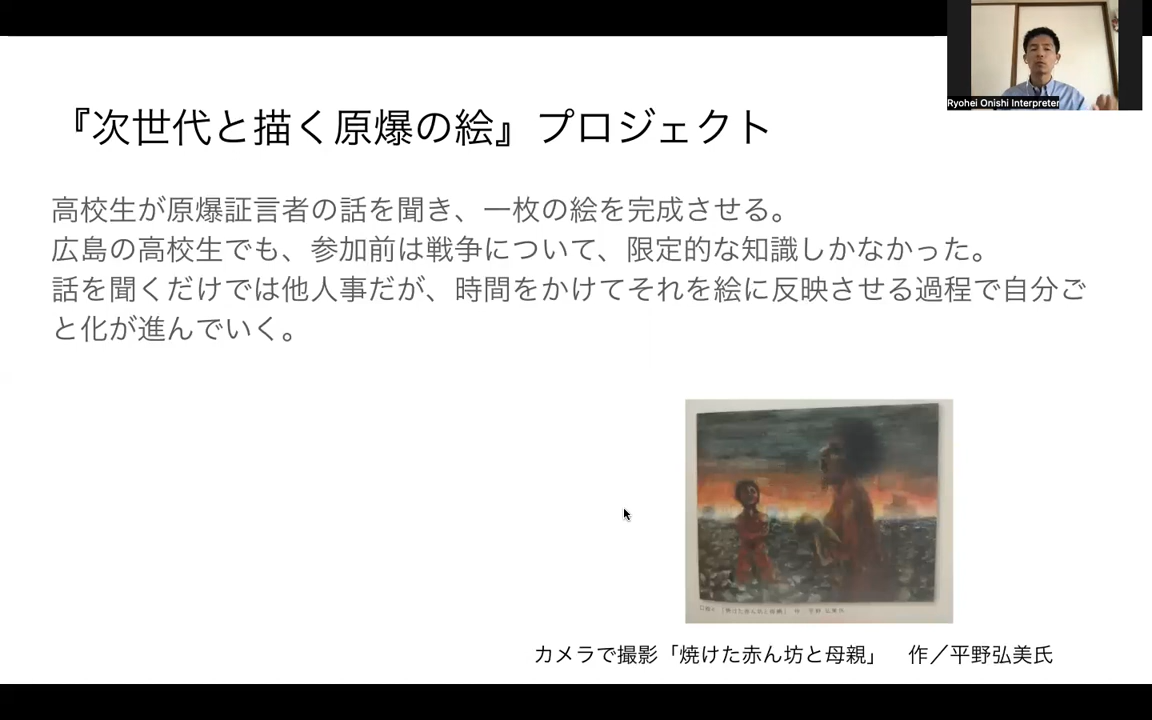 Ryohei Onishi Interpreter
『次世代と描く原爆の絵』プロジェクト
高校生が原爆証言者の話を聞き、一枚の絵を完成させる。
広島の高校生でも、参加前は戦争について、限定的な知識しかなかった。
話を聞くだけでは他人事だが、時間をかけてそれを絵に反映させる過程で自分ご
と化が進んでいく。
カメラで撮影「焼けた赤ん坊と母親」　作／平野弘美氏